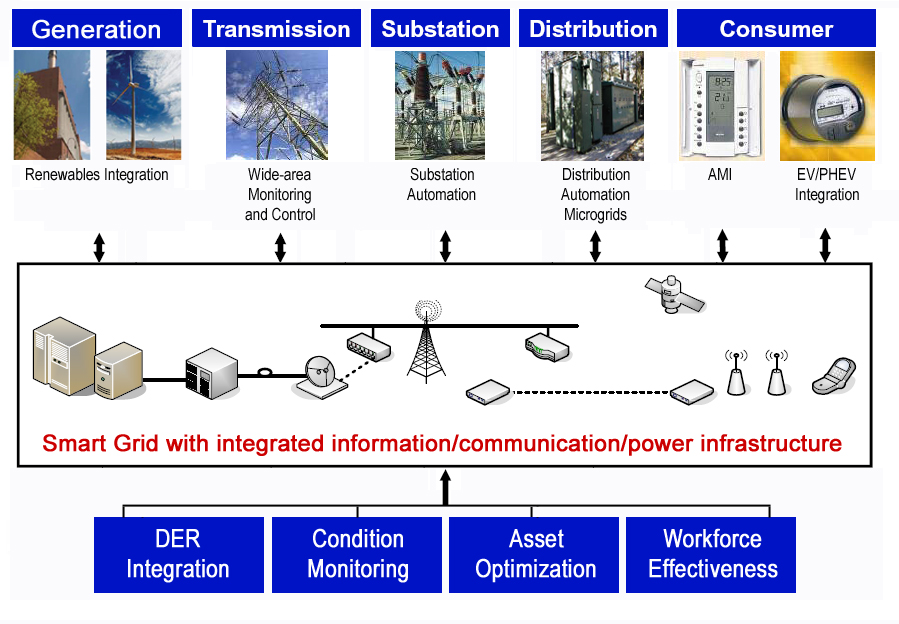 Generation
Transmission
Substation
Distribution
Consumer
Renewables Integration
Wide-area
Monitoring
and Control
Substation
Automation
Distribution
Automation
Microgrids
AMI
EV/PHEV
Integration
Smart Grid with integrated information/communication/power infrastructure
DER
Integration
Condition
Monitoring
Asset
Optimization
Workforce
Effectiveness